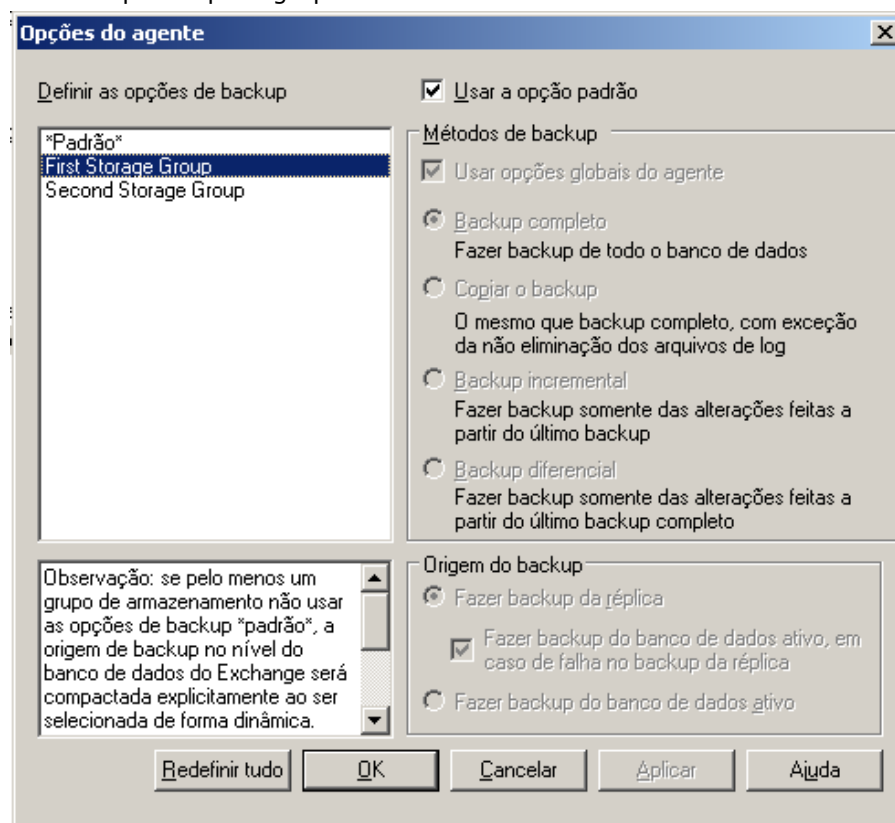 Opções do agente
Definir as opções de backup
Usar a opção padrão
*Padrão*
First Storage Group
Second Storage Group
Métodos de backup
Usar opções globais do agente
Backup completo
Fazer backup de todo o banco de dados
Copiar o backup
O mesmo que backup completo, com exceção
da não eliminação dos arquivos de log
Backup incremental
Fazer backup somente das alterações feitas a
partir do último backup
Backup diferencial
Fazer backup somente das alterações feitas a
partir do último backup completo
Observação: se pelo menos um
grupo de armazenamento não usar
as opções de backup *padrão*, a
origem de backup no nível do
banco de dados do Exchange será
compactada explicitamente ao ser
selecionada de forma dinâmica.
Origem do backup
Fazer backup da réplica
Fazer backup do banco de dados ativo, em
caso de falha no backup da réplica
Fazer backup do banco de dados ativo
Redefinir tudo
OK
Cancelar
Aplicar
Ajuda